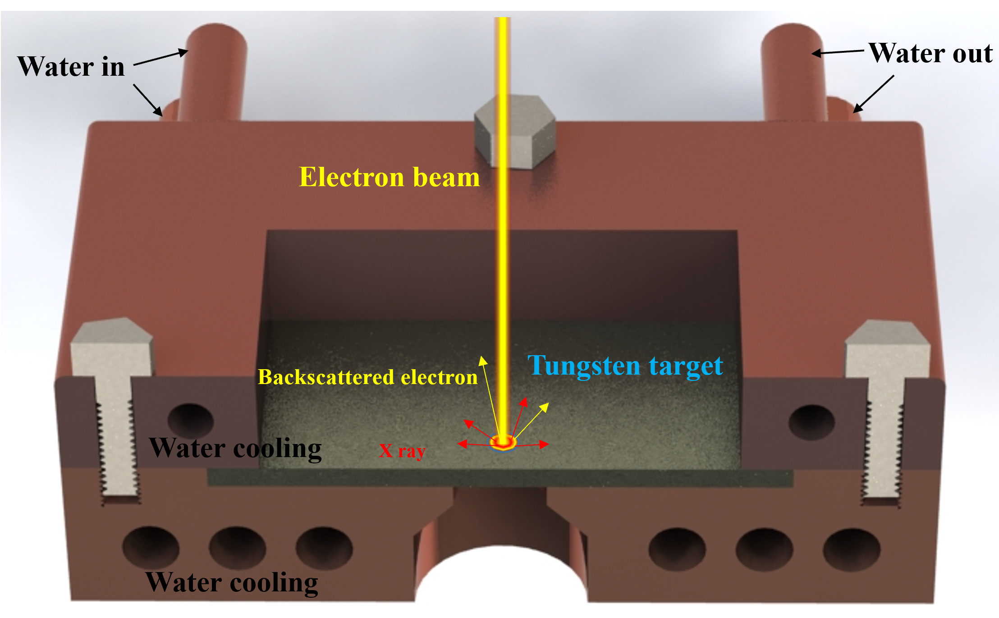 Water in
Water out
Electron beam
Tungsten target
Backscattered electron
Water cooling
X ray
Water cooling